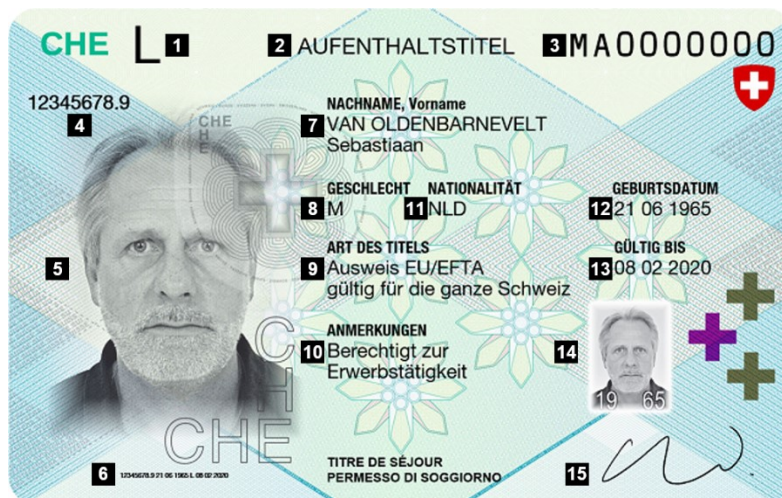 CHE L 1 2 AUFENTHALTSTITEL 3 MA0000000
12345678.9
4
CHE
CHE
NACHNAME, Vorname
7 VAN OLDENBARNEVELT
Sebastiaan
GESCHLECHT NATIONALITÄT GEBURTSDATUM
8 M 11 NLD 12 21 06 1965
5
ART DES TITELS GÜLTIG BIS
9 Ausweis EU/EFTA 13 08 02 2020
gültig für die ganze Schweiz
ANMERKUNGEN
10 Berechtigt zur 14
Erwerbstätigkeit
19 65
CHE
CHE
6 12345678.9 21 06 1965 L 08 02 2020
TITRE DE SÉJOUR
PERMESSO DI SOGGIORNO
15